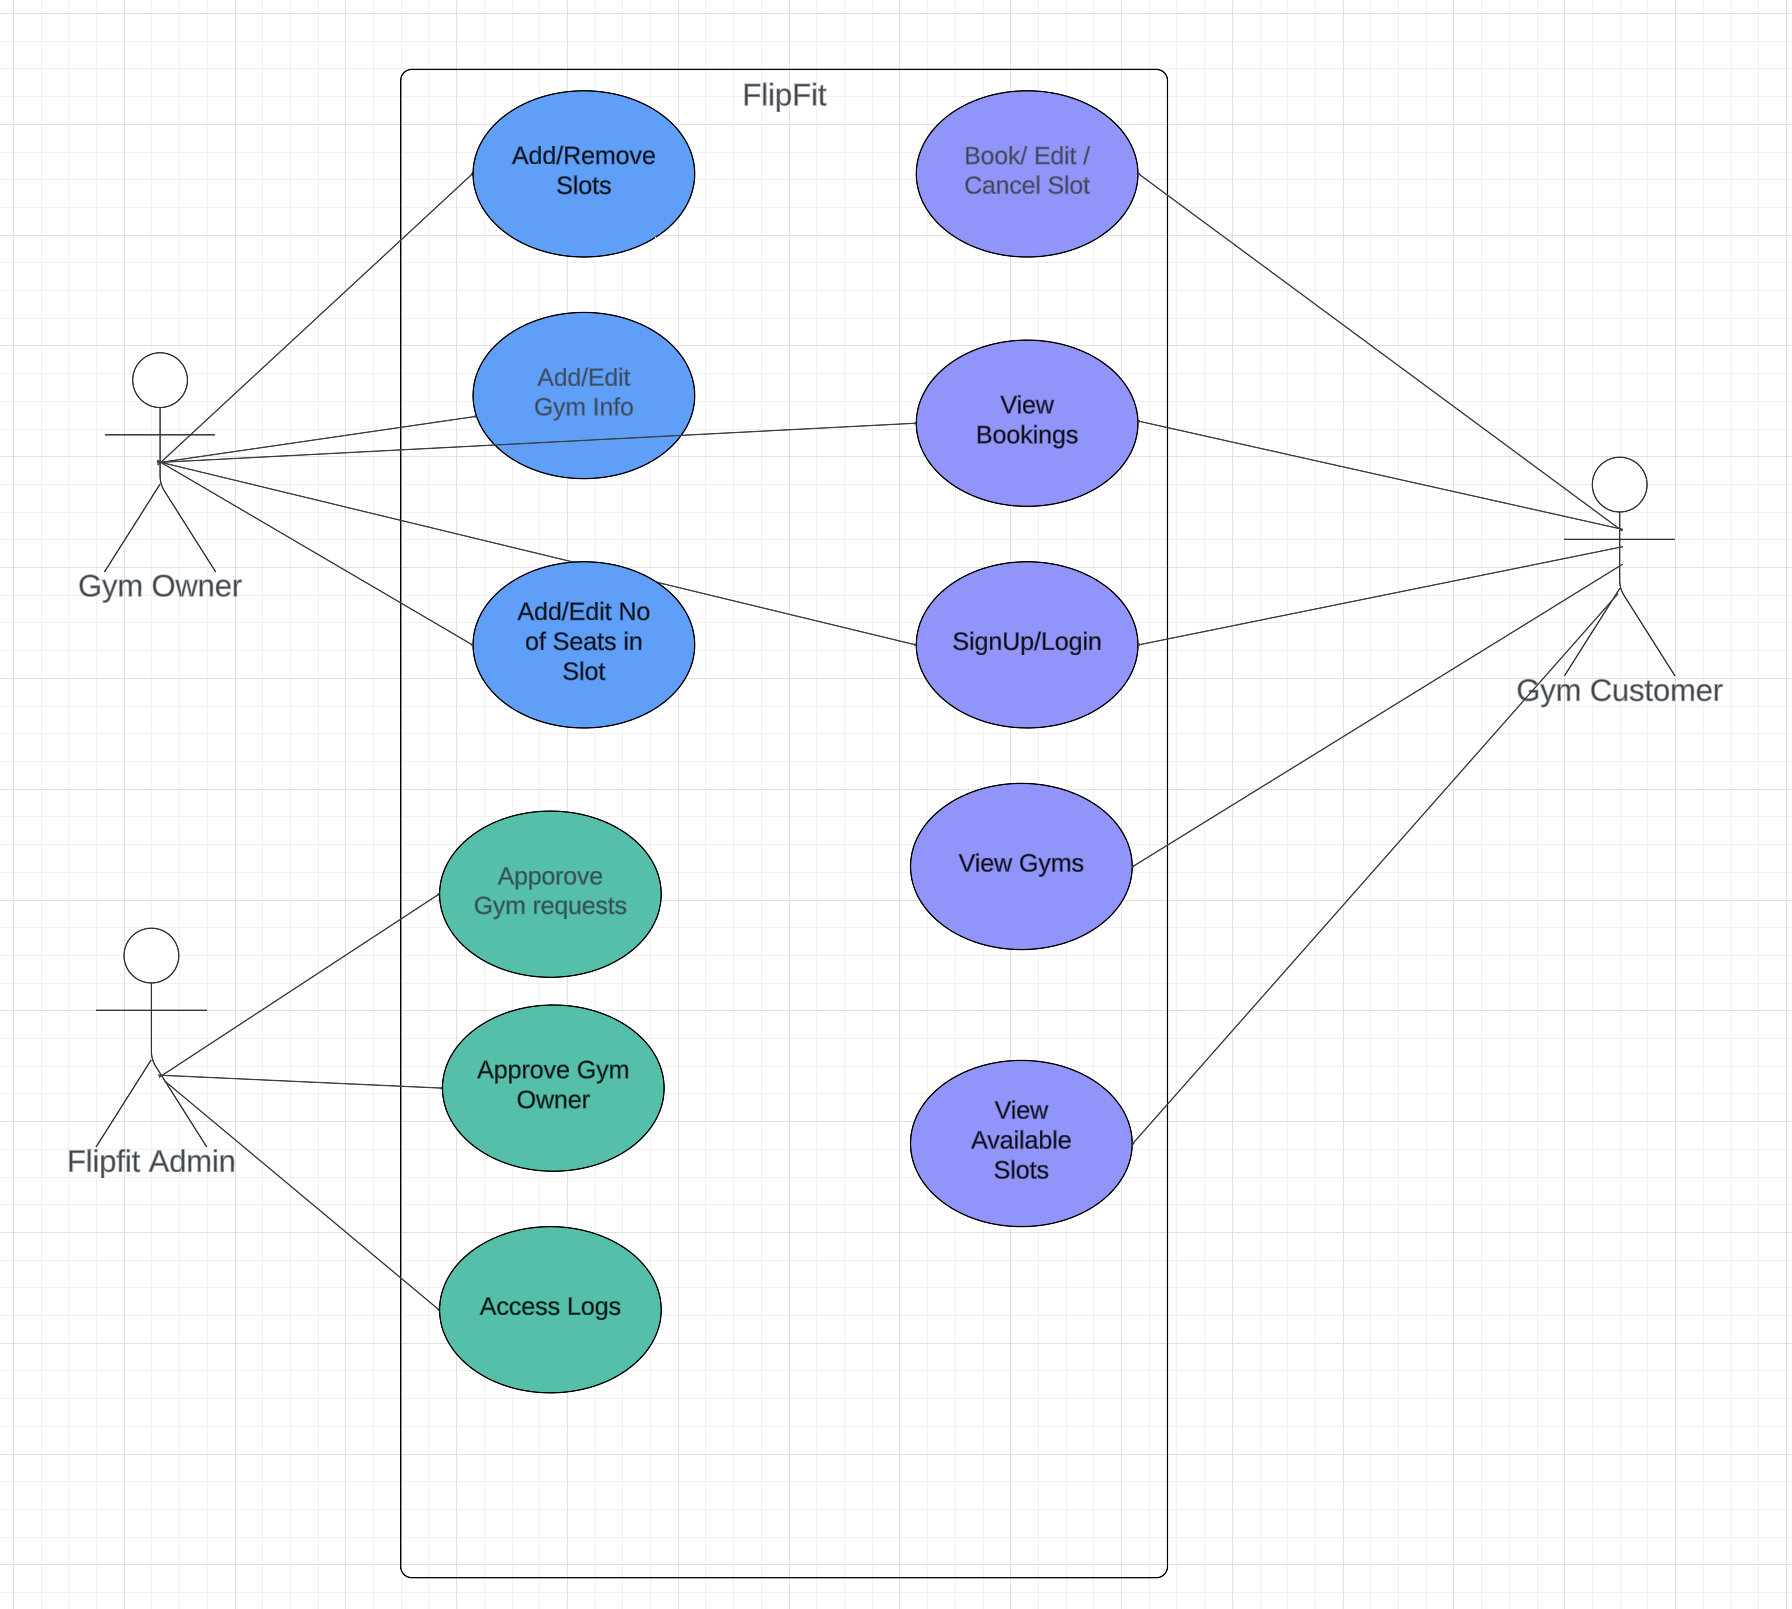 FlipFit
Add/Remove
Slots
Book/ Edit /
Cancel Slot
Add/Edit
Gym Info
View
Bookings
Gym Owner
Add/Edit No
of Seats in
Slot
SignUp/Login
Gym Customer
Apporove
Gym requests
View Gyms
Approve Gym
Owner
Flipfit Admin
View
Available
Slots
Access Logs